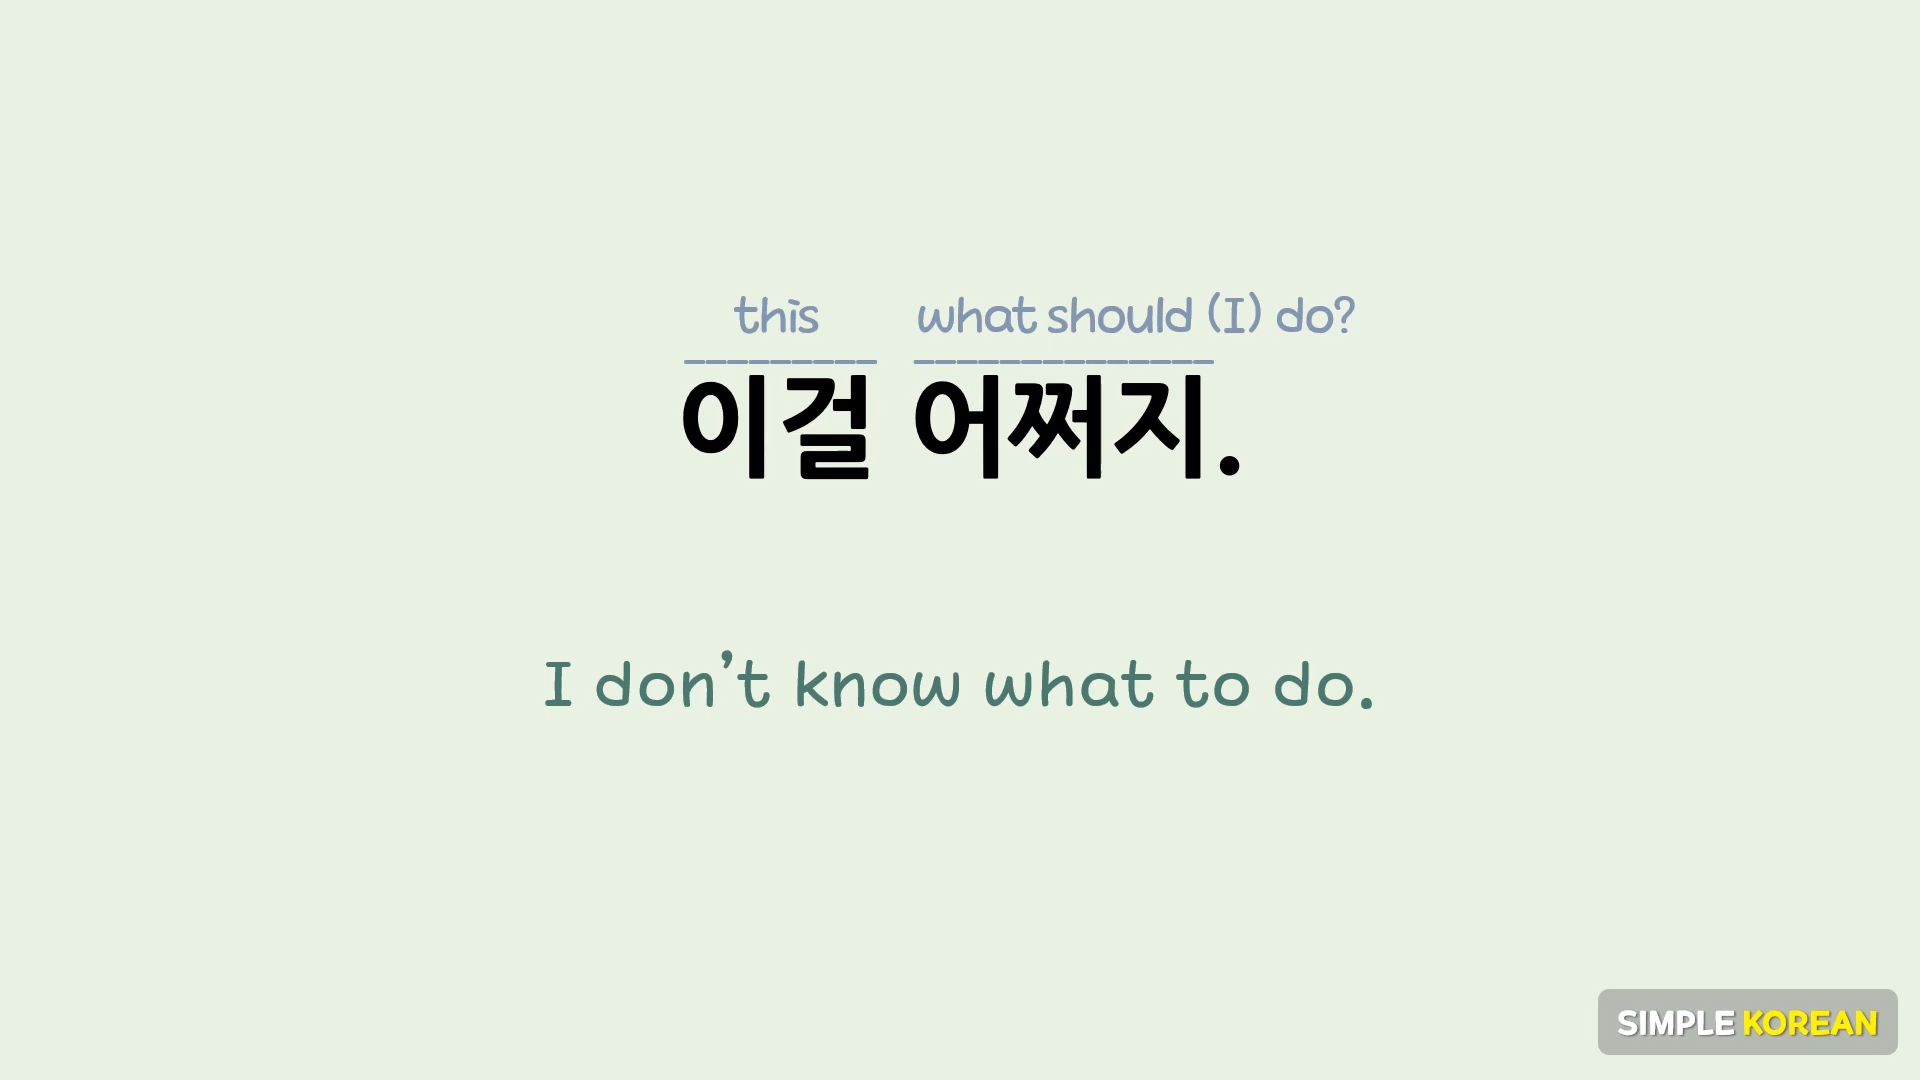 this what should (I) do?
이걸 어쩌지.
I don't know what to do.
SIMPLE KOREAN